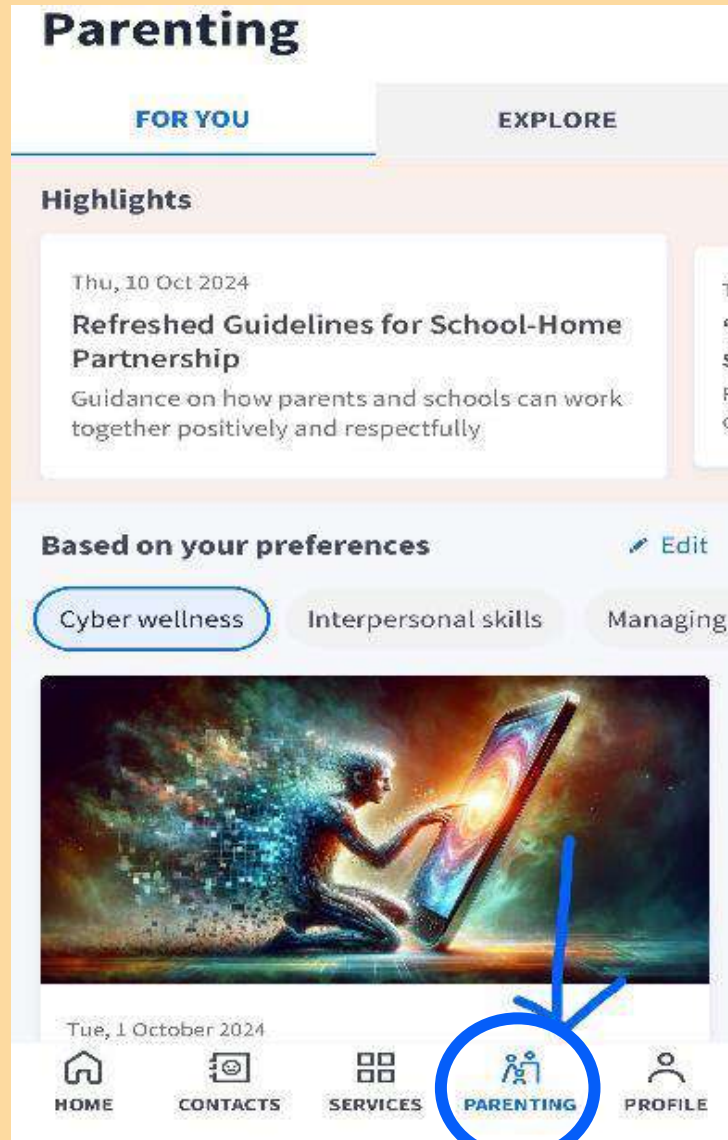 Parenting
FOR YOU
EXPLORE
Highlights
Thu, 10 Oct 2024
Refreshed Guidelines for School-Home
Partnership
Guidance on how parents and schools can work
together positively and respectfully
Based on your preferences
Edit
Cyber wellness
Interpersonal skills
Managing
Tue, 1 October 2024
HOME
CONTACTS
SERVICES
PARENTING
PROFILE